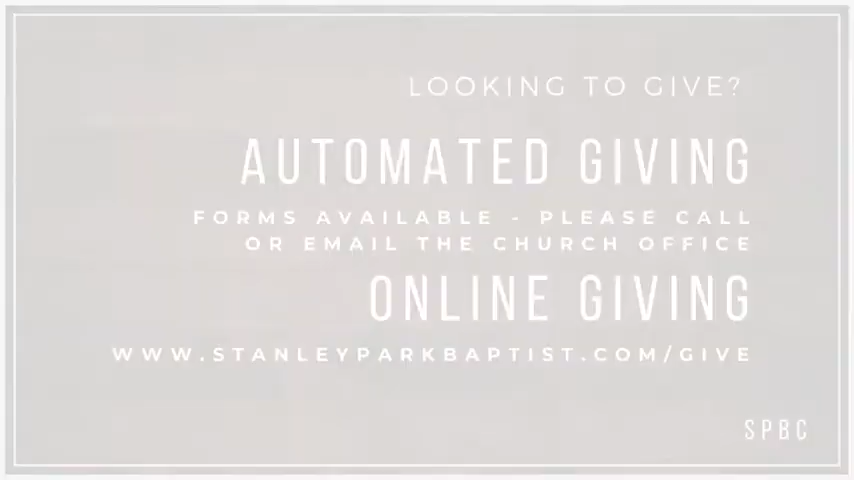 LOOKING TO GIVE?
AUTOMATED GIVING
FORMS AVAILABLE - PLEASE CALL
OR EMAIL THE CHURCH OFFICE
ONLINE GIVING
WWW.STANLEYPARKBAPTIST.COM/GIVE
SPBC